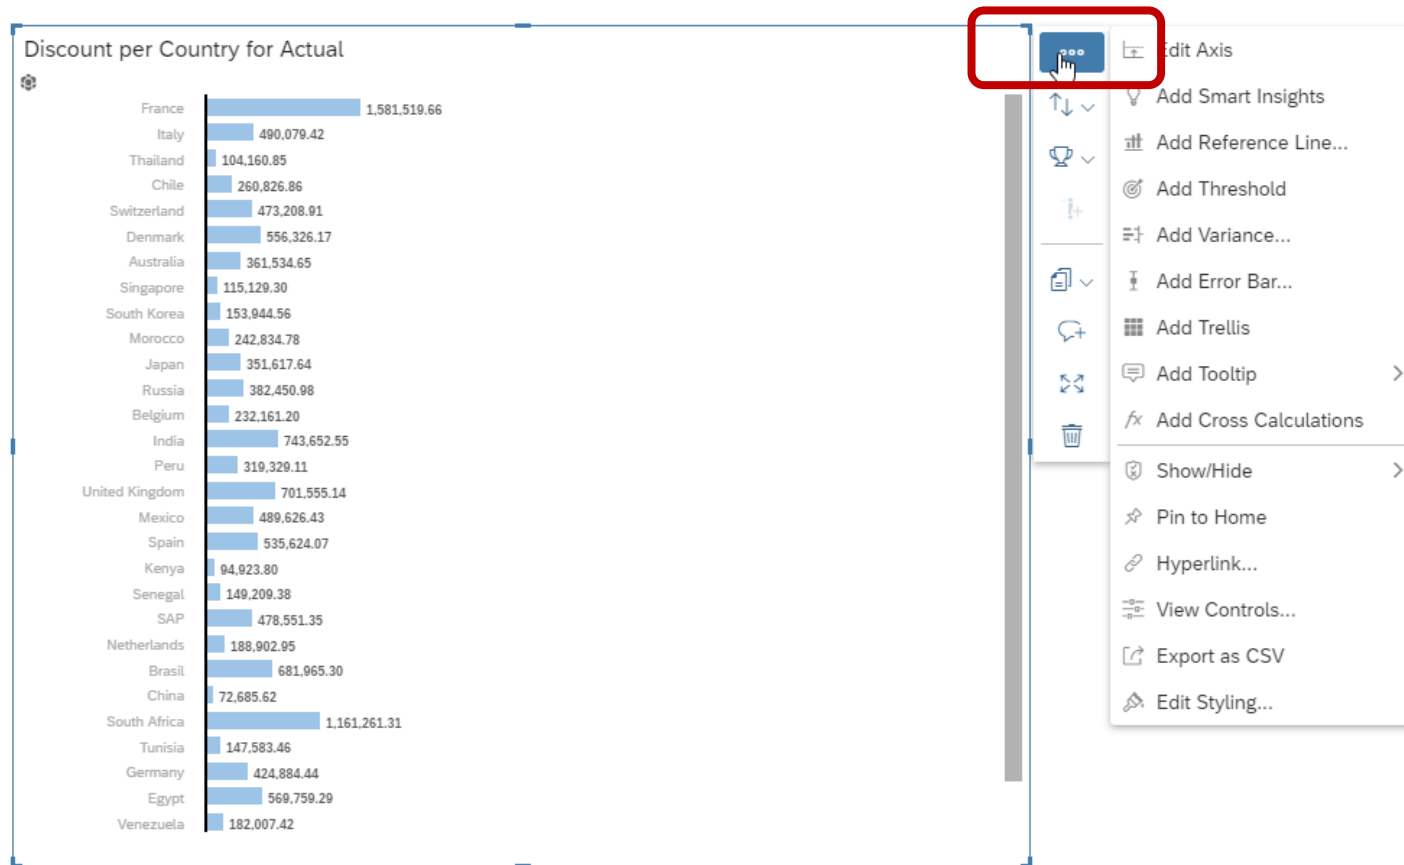 Discount per Country for Actual
France 1,581,519.66
Italy 490,079.42
Thailand 104,160.85
Chile 260,826.86
Switzerland 473,208.91
Denmark 556,326.17
Australia 361,534.65
Singapore 115,129.30
South Korea 153,944.56
Morocco 242,834.78
Japan 351,617.64
Russia 382,450.98
Belgium 232,161.20
India 743,652.55
Peru 319,329.11
United Kingdom 701,555.14
Mexico 489,626.43
Spain 535,624.07
Kenya 94,923.80
Senegal 149,209.38
SAP 478,551.35
Netherlands 188,902.95
Brasil 681,965.30
China 72,685.62
South Africa 1,161,261.31
Tunisia 147,583.46
Germany 424,884.44
Egypt 569,759.29
Venezuela 182,007.42
Edit Axis
Add Smart Insights
Add Reference Line...
Add Threshold
Add Variance...
Add Error Bar...
Add Trellis
Add Tooltip
fx Add Cross Calculations
Show/Hide
Pin to Home
Hyperlink...
View Controls...
Export as CSV
Edit Styling...